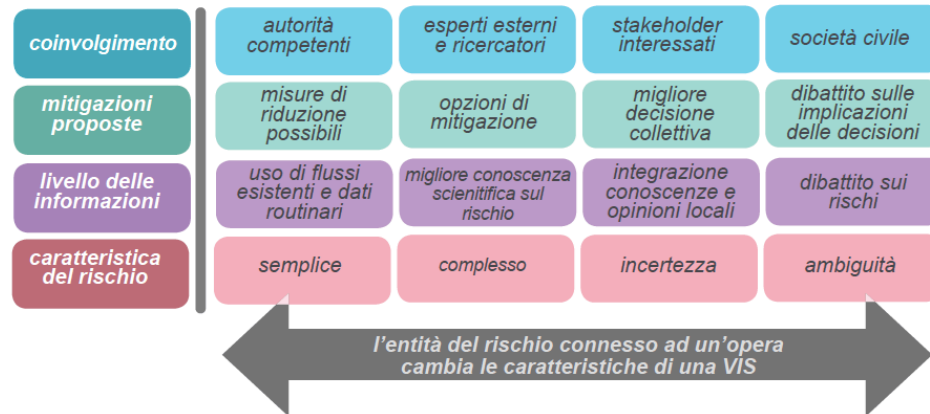 coinvolgimento
autorità
competenti
esperti esterni
e ricercatori
stakeholder
interessati
società civile
mitigazioni
proposte
misure di
riduzione
possibili
opzioni di
mitigazione
migliore
decisione
collettiva
dibattito sulle
implicazioni
delle decisioni
livello delle
informazioni
uso di flussi
esistenti e dati
routinari
migliore conoscenza
scienitifica sul
rischio
integrazione
conoscenze e
opinioni locali
dibattito sui
rischi
caratteristica
del rischio
semplice
complesso
incertezza
ambiguità
l'entità del rischio connesso ad un'opera
cambia le caratteristiche di una VIS